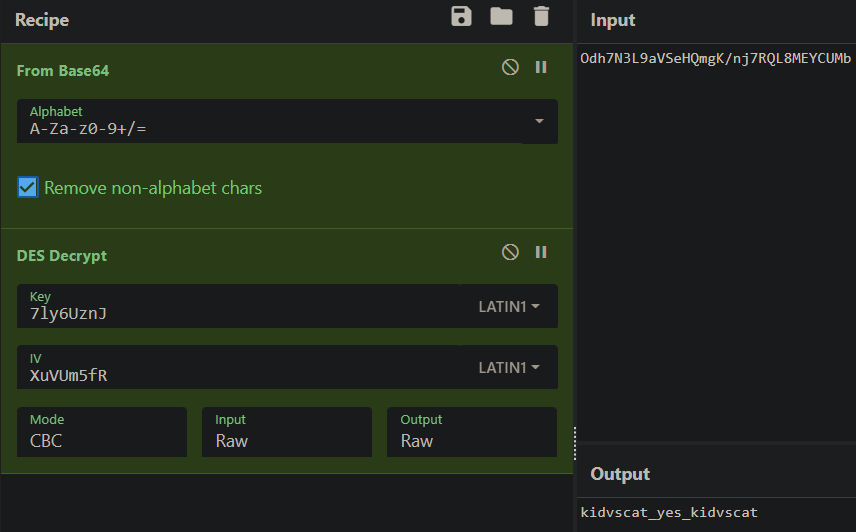 Recipe
From Base64
Alphabet
A-Za-z0-9+/=
Remove non-alphabet chars
DES Decrypt
Key
7ly6UznJ
LATIN1
IV
XuVUm5fR
LATIN1
Mode
CBC
Input
Raw
Output
Raw
Input
Odh7N3L9aVSeHQmgK/nj7RQL8MEYCUMb
Output
kidvscat_yes_kidvscat